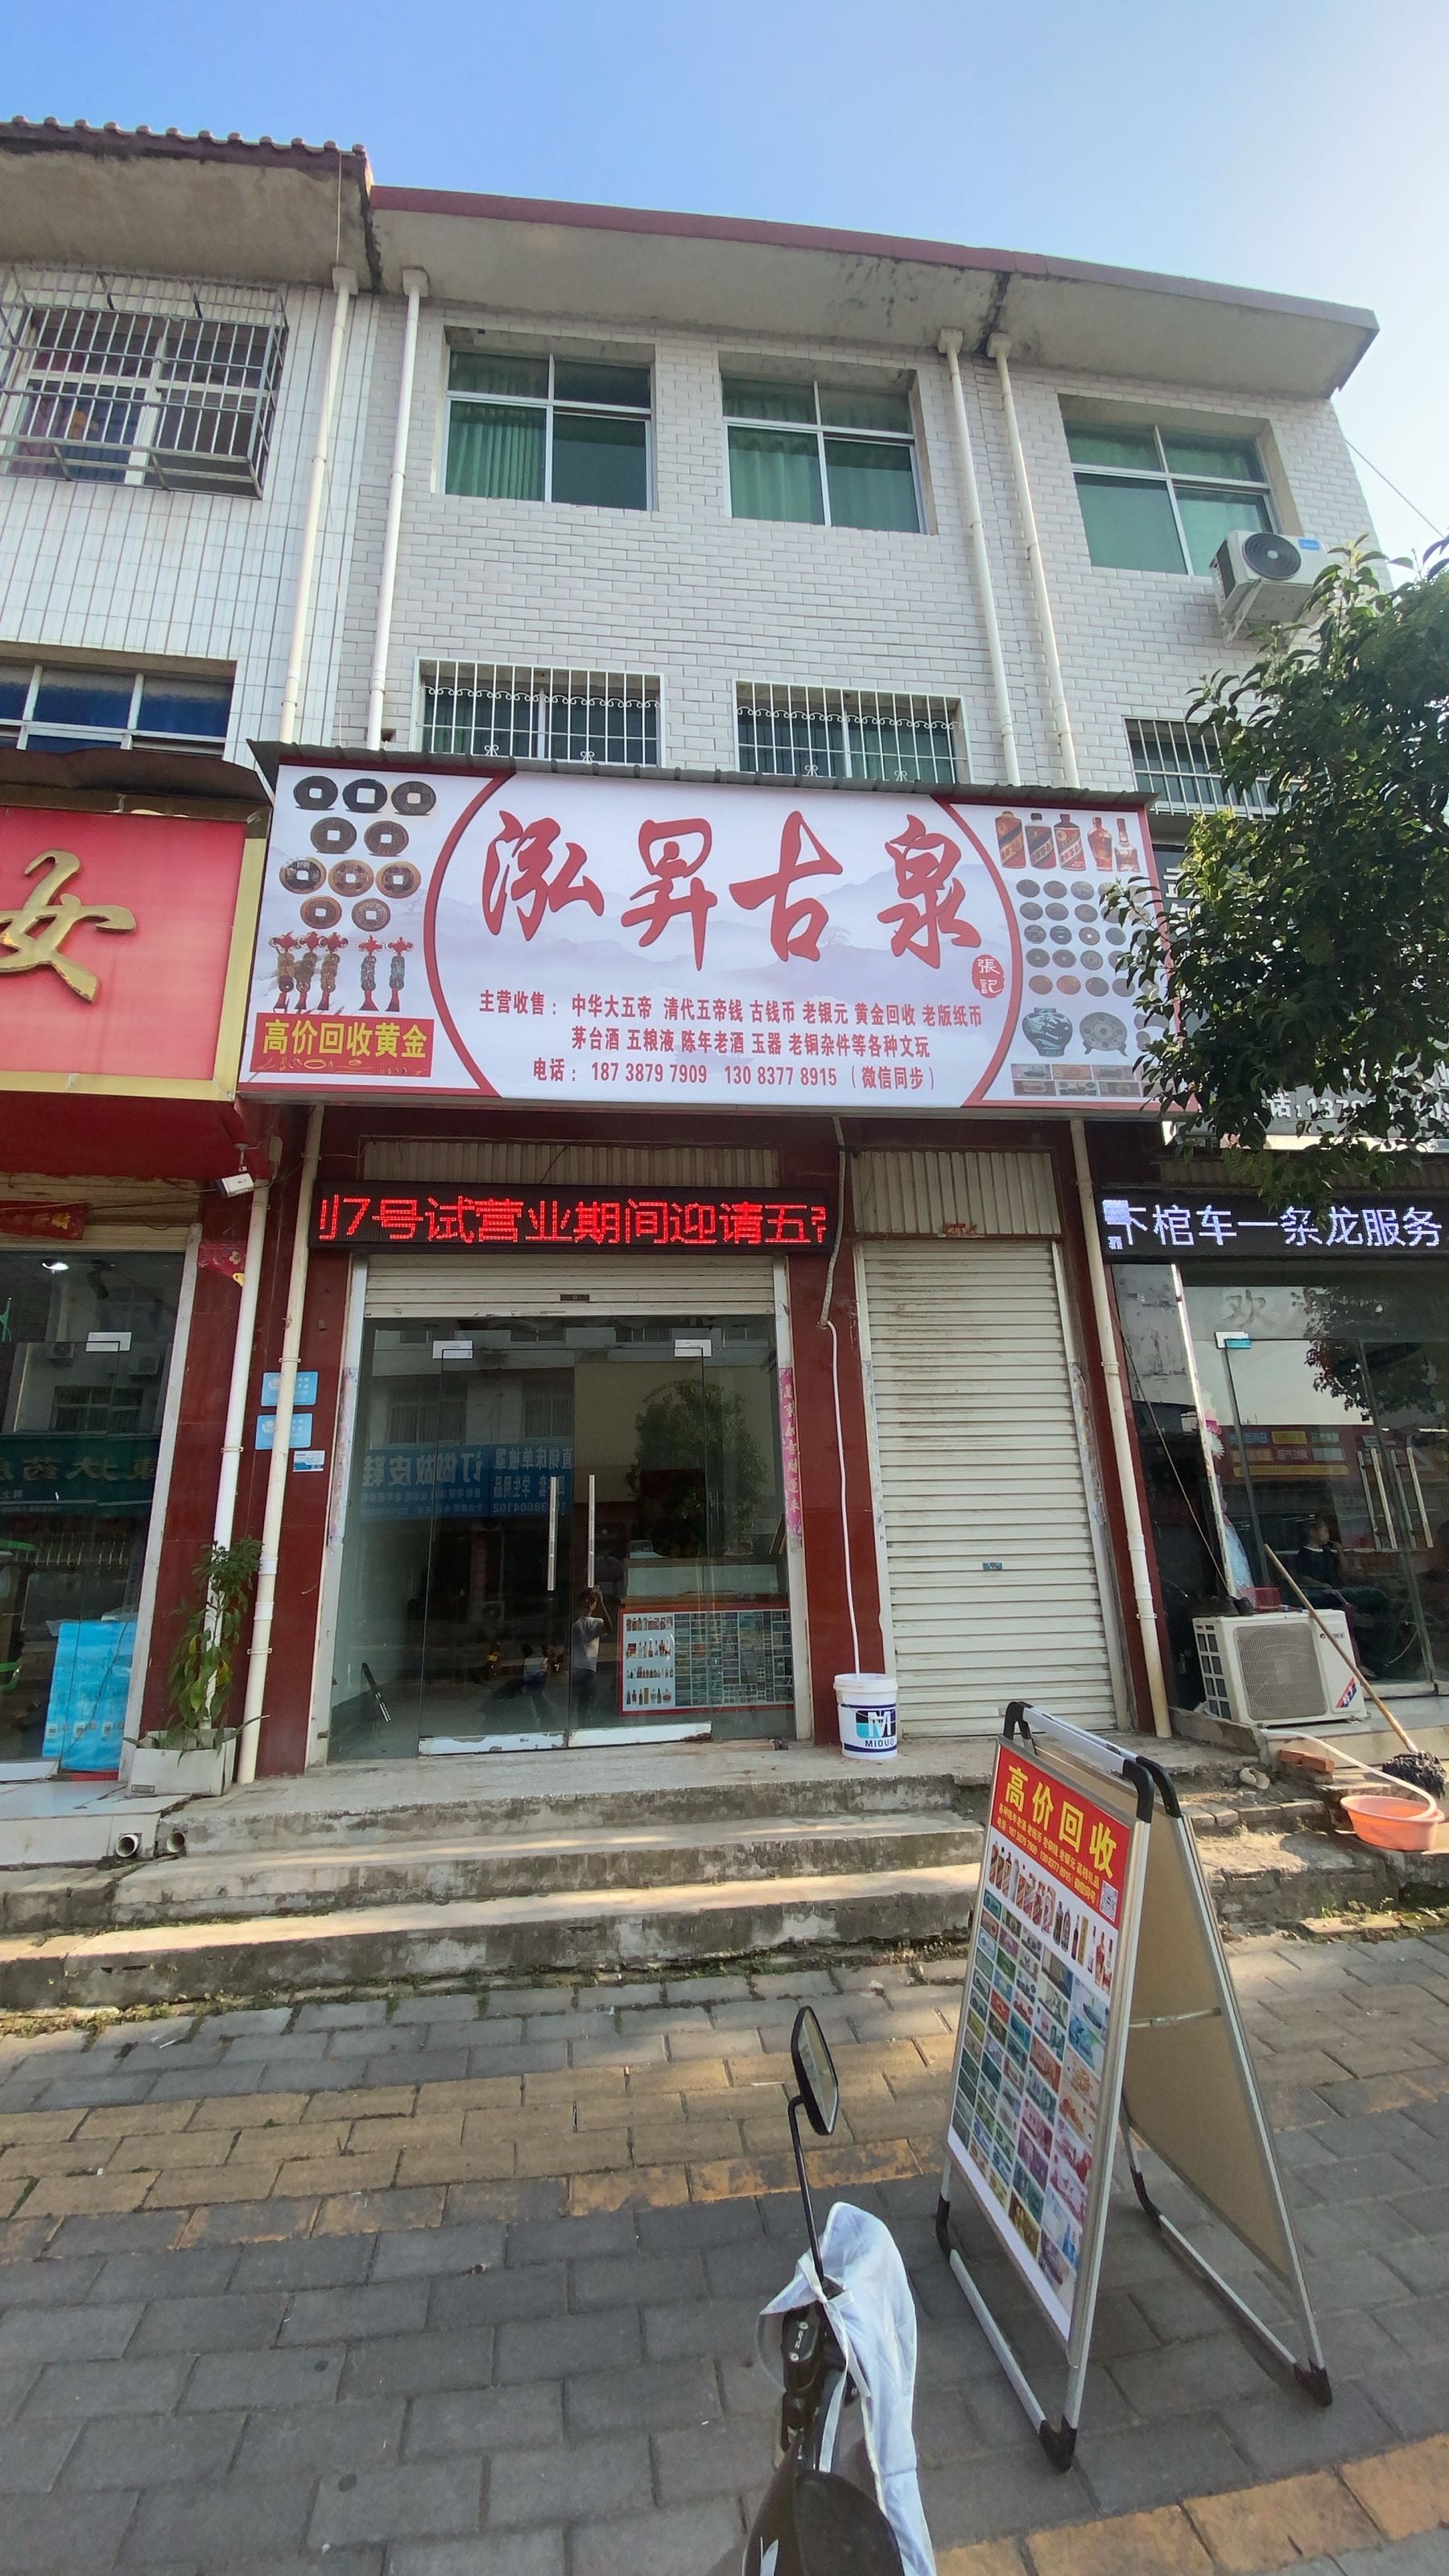 女
泓昇古泉
張記
主营收售： 中华大五帝 清代五帝钱 古钱币 老银元 黄金回收 老版纸币
茅台酒 五粮液 陈年老酒 玉器 老铜杂件等各种文玩
电话： 187 3879 7909 130 8377 8915 （微信同步）
高价回收黄金
7号试营业期间迎请五
下棺车一条龙服务
MIDUO
高价回收